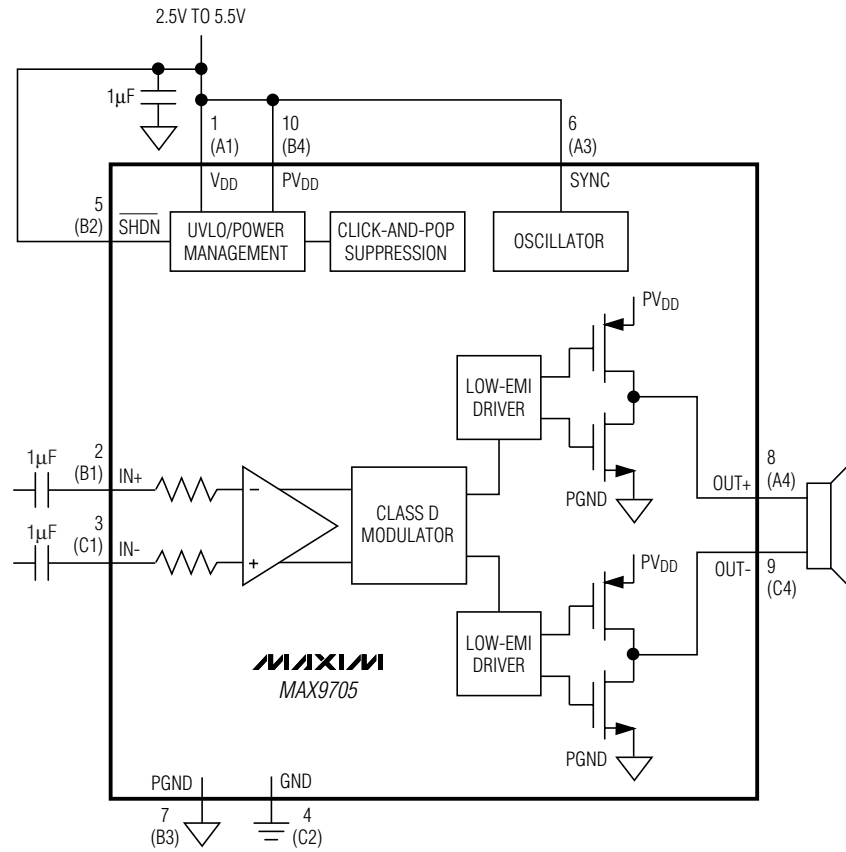 2.5V TO 5.5V
1μF
1
(A1)
10
(B4)
6
(A3)
VDD
PVDD
SYNC
5
(B2)
SHDN
UVLO/POWER
MANAGEMENT
CLICK-AND-POP
SUPPRESSION
OSCILLATOR
PVDD
LOW-EMI
DRIVER
PGND
1μF
2
(B1)
IN+
−
CLASS D
MODULATOR
OUT+
8
(A4)
1μF
3
(C1)
IN-
+
PVDD
OUT-
9
(C4)
LOW-EMI
DRIVER
MAXIM
MAX9705
PGND
PGND
GND
7
(B3)
4
(C2)